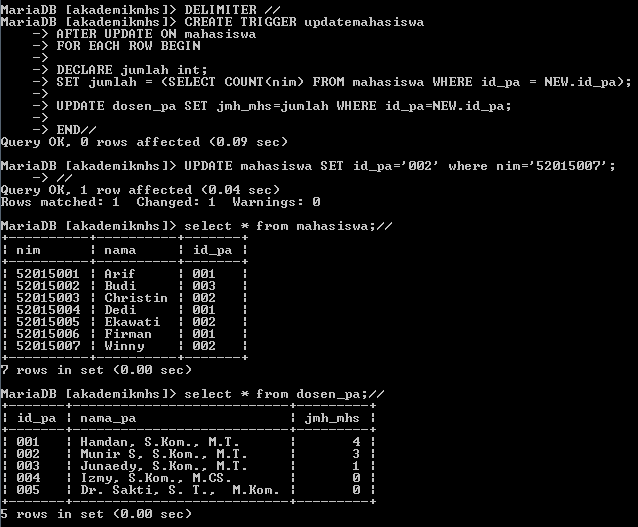 MariaDB [akademikmhs]> DELIMITER //
MariaDB [akademikmhs]> CREATE TRIGGER updatemahasiswa
    -> AFTER UPDATE ON mahasiswa
    -> FOR EACH ROW BEGIN
    ->
    -> DECLARE jumlah int;
    -> SET jumlah = (SELECT COUNT(nim) FROM mahasiswa WHERE id_pa = NEW.id_pa);
    ->
    -> UPDATE dosen_pa SET jmh_mhs=jumlah WHERE id_pa=NEW.id_pa;
    ->
    -> END//
Query OK, 0 rows affected (0.09 sec)
MariaDB [akademikmhs]> UPDATE mahasiswa SET id_pa='002' where nim='52015007';
    -> //
Query OK, 1 row affected (0.04 sec)
Rows matched: 1  Changed: 1  Warnings: 0
MariaDB [akademikmhs]> select * from mahasiswa;//
+----------+-----------+-------+
| nim      | nama      | id_pa |
+----------+-----------+-------+
| 52015001 | Arif      | 001   |
| 52015002 | Budi      | 003   |
| 52015003 | Christin  | 002   |
| 52015004 | Dedi      | 001   |
| 52015005 | Ekawati   | 002   |
| 52015006 | Firman    | 001   |
| 52015007 | Winny     | 002   |
+----------+-----------+-------+
7 rows in set (0.00 sec)
MariaDB [akademikmhs]> select * from dosen_pa;//
+-------+---------------------------+---------+
| id_pa | nama_pa                   | jmh_mhs |
+-------+---------------------------+---------+
| 001   | Hamdan, S.Kom., M.T.      |       4 |
| 002   | Munir S, S.Kom., M.T.     |       3 |
| 003   | Junaedy, S.Kom., M.T.     |       1 |
| 004   | Izmy, S.Kom., M.CS.       |       0 |
| 005   | Dr. Sakti, S. T.,  M.Kom. |       0 |
+-------+---------------------------+---------+
5 rows in set (0.00 sec)